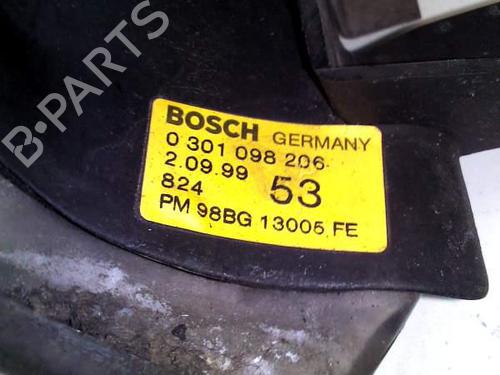 B-PARTS
BOSCH GERMANY
0 301 098 206
2.09.99
824 53
PM 98BG 13005 FE